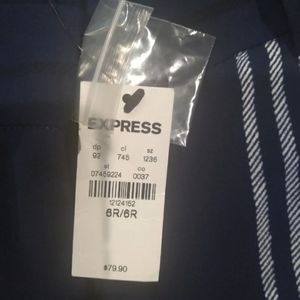 EXPRESS
dp cl sz
92 745 1236
st co
07459224 0037
12124152
6R/6R
$79.90